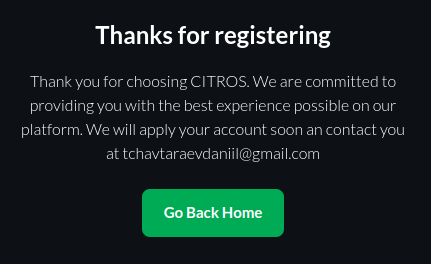 Thanks for registering
Thank you for choosing CITROS. We are committed to
providing you with the best experience possible on our
platform. We will apply your account soon an contact you
at tchavtaraevdaniil@gmail.com
Go Back Home